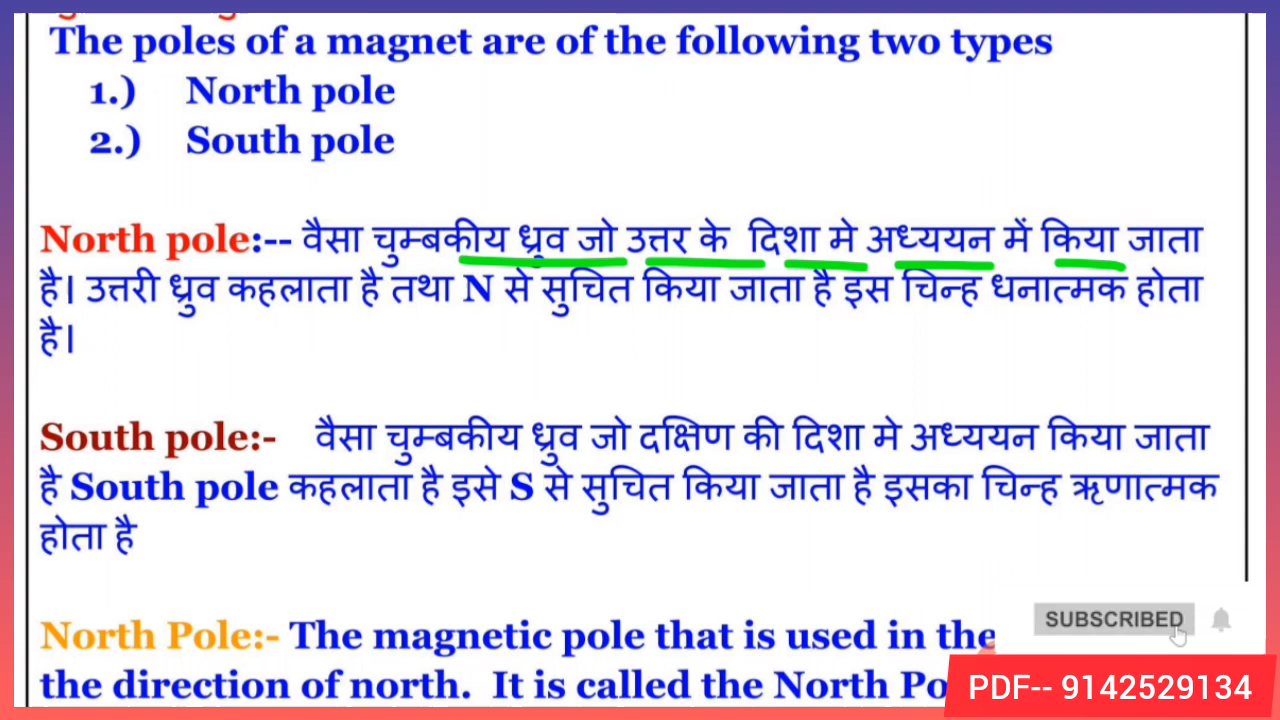 The poles of a magnet are of the following two types
1.) North pole
2.) South pole
North pole:-- वैसा चुम्बकीय ध्रुव जो उत्तर के दिशा मे अध्ययन में किया जाता
है। उत्तरी ध्रुव कहलाता है तथा N से सुचित किया जाता है इस चिन्ह धनात्मक होता
है।
South pole:- वैसा चुम्बकीय ध्रुव जो दक्षिण की दिशा मे अध्ययन किया जाता
है South pole कहलाता है इसे S से सुचित किया जाता है इसका चिन्ह ऋणात्मक
होता है
North Pole:- The magnetic pole that is used in the
the direction of north. It is called the North Po
SUBSCRIBED
PDF-- 9142529134